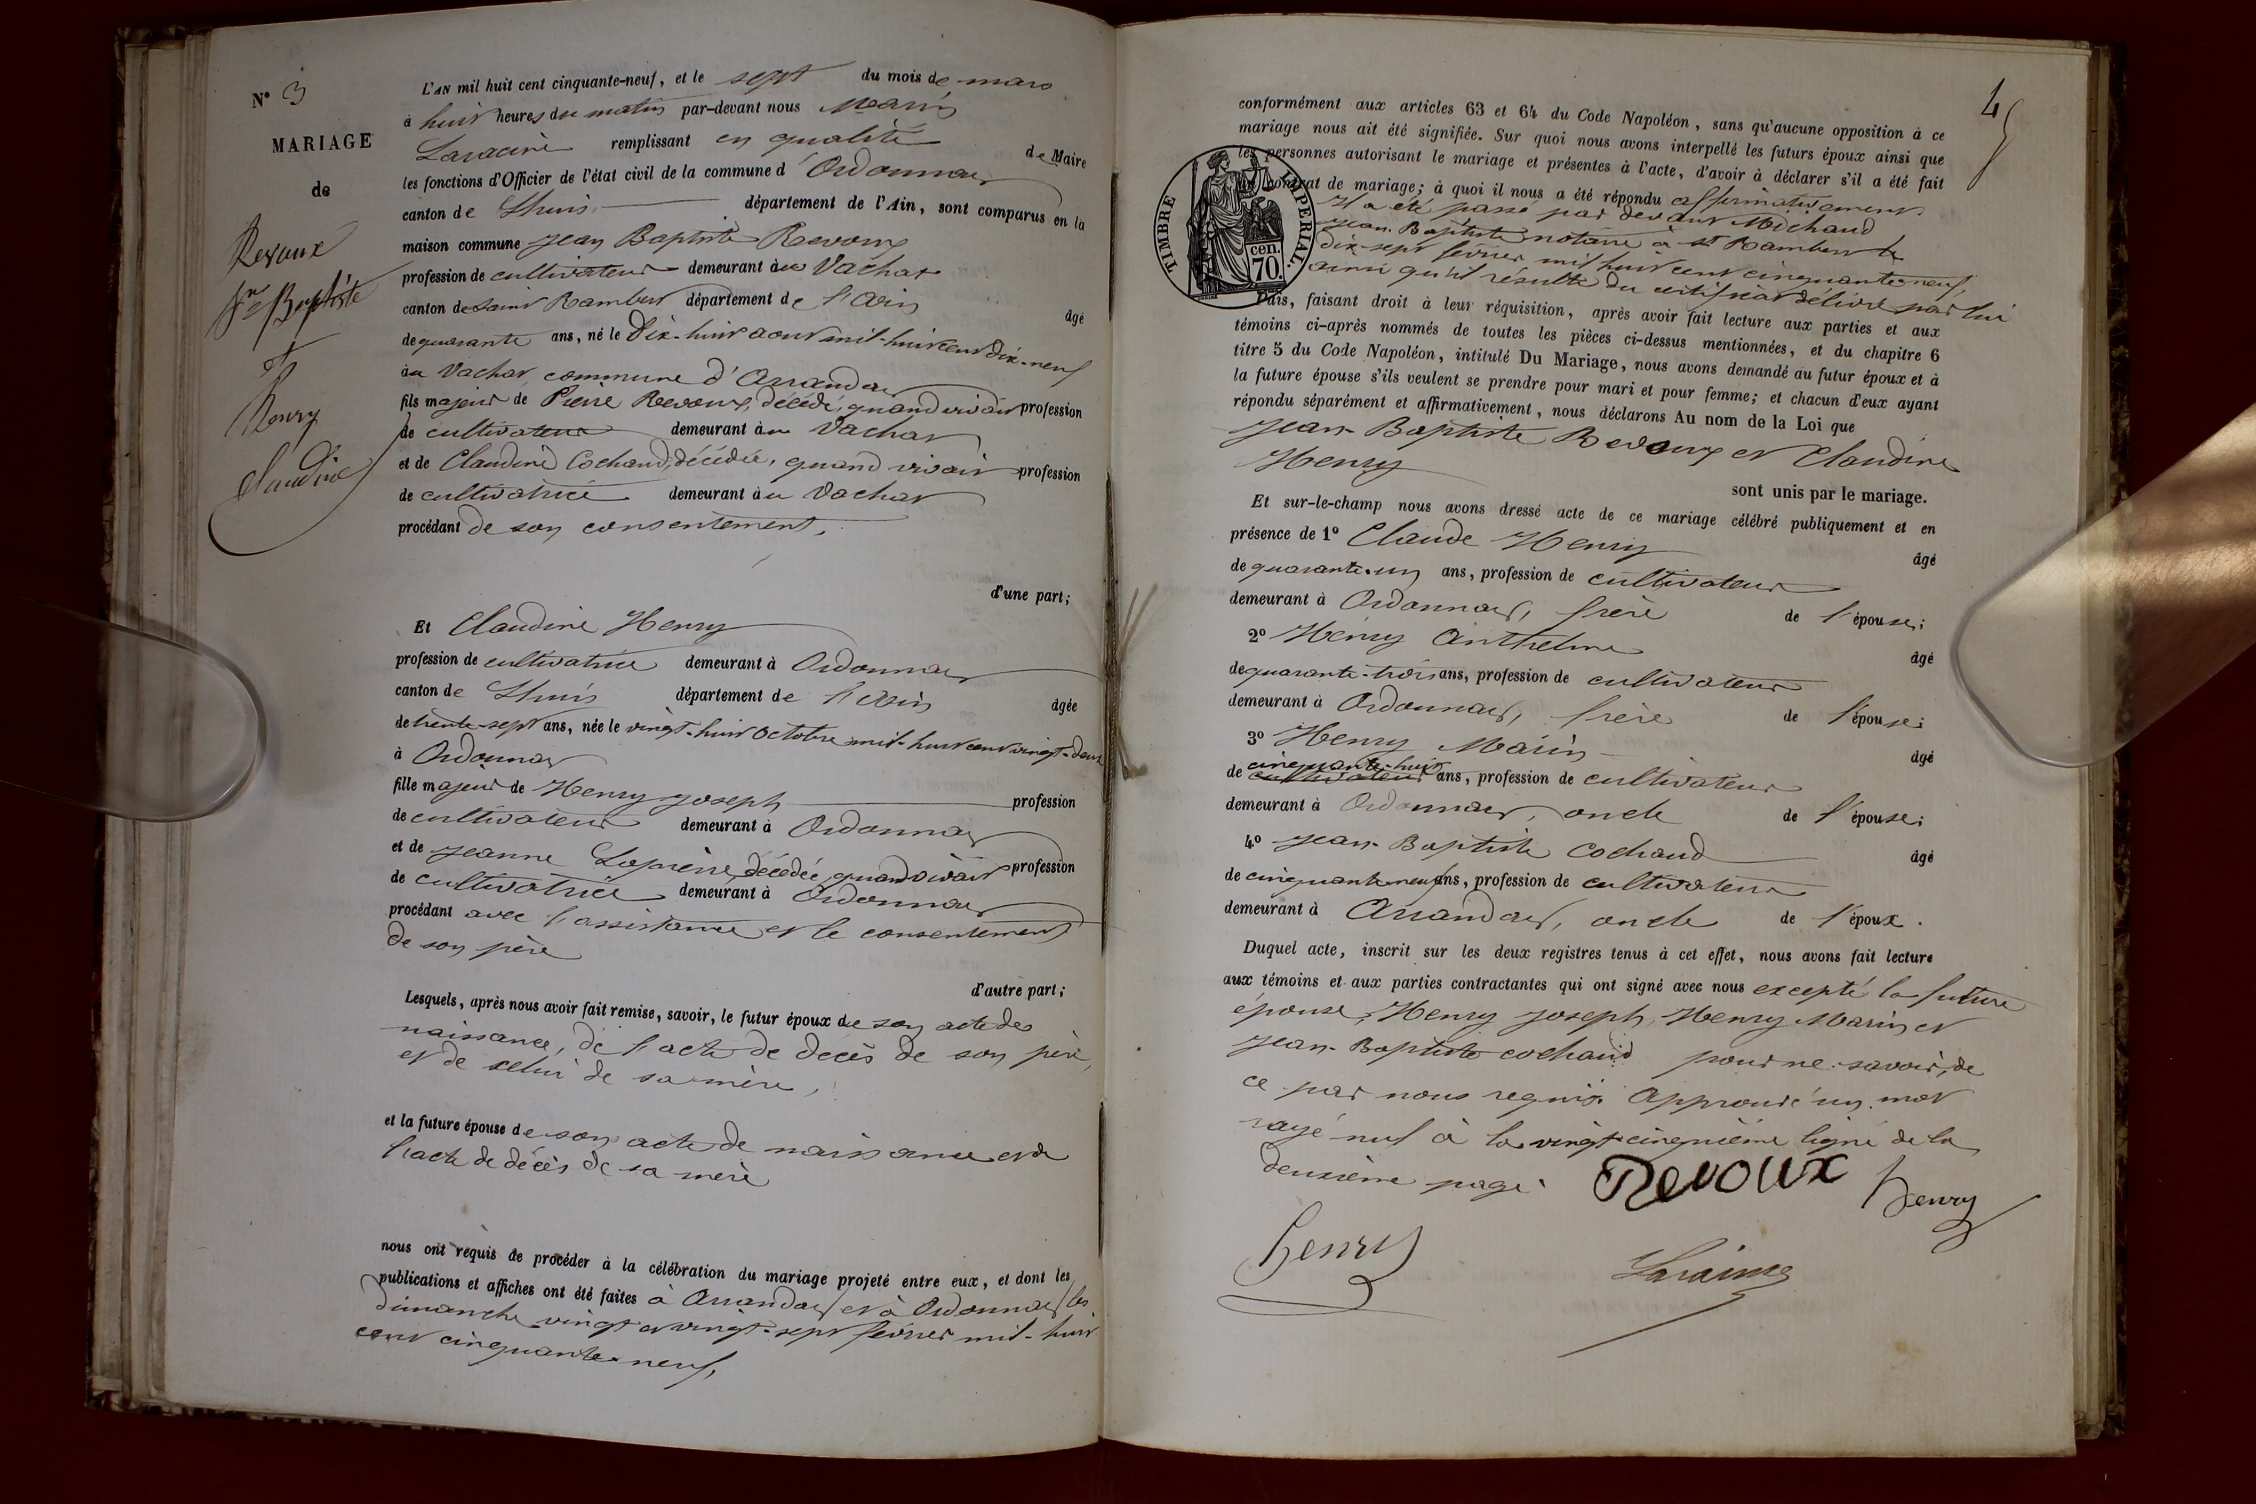 N° 3
MARIAGE
de
Revoux
Jn Baptiste
et
Henry
Claudine
L'AN mil huit cent cinquante-neuf, et le sept du mois de mars
à huit heures du matin par-devant nous Marin
Laracine remplissant en qualité de Maire
les fonctions d'Officier de l'état civil de la commune d'Ordonnaz
canton de Lhuis département de l'Ain, sont comparus en la
maison commune Jean Baptiste Revoux
profession de cultivateur demeurant au Vachat
canton de Saint Rambert département de l'Ain âgé
de quarante ans, né le Dix-huit aout mil-huit cent Dix-neuf
au Vachat commune d'Arrandas
fils majeur de Pierre Revoux, décédé, quand vivait profession
de cultivateur demeurant au Vachat
et de Claudine Cochaud, décédée, quand vivait profession
de cultivatrice demeurant au Vachat
procédant de son consentement,
d'une part;
Et Claudine Henry
profession de cultivatrice demeurant à Ordonnaz
canton de Lhuis département de l'Ain âgée
de trente-sept ans, née le vingt-huit Octobre mil-huit cent vingt-deux
à Ordonnaz
fille majeur de Henry Joseph profession
de cultivateur demeurant à Ordonnaz
et de Jeanne décédée quand vivait profession
de cultivatrice demeurant à Ordonnaz
procédant avec l'assistance et le consentement
de son père
d'autre part;
Lesquels, après nous avoir fait remise, savoir, le futur époux de son acte de
naissance, de l'acte de décès de son père,
et de celui de sa mère,
et la future épouse de son acte de naissance et de
l'acte de décès de sa mère
nous ont requis de procéder à la célébration du mariage projeté entre eux, et dont les
publications et affiches ont été faites à Arrandas et à Ordonnaz les
dimanche vingt et vingt-sept février mil-huit
cent cinquante-neuf,
4
conformément aux articles 63 et 64 du Code Napoléon, sans qu'aucune opposition à ce
mariage nous ait été signifiée. Sur quoi nous avons interpellé les futurs époux ainsi que
les personnes autorisant le mariage et présentes à l'acte, d'avoir à déclarer s'il a été fait
un contrat de mariage; à quoi il nous a été répondu affirmativement.
Il a été passé par devant Michaud
Jean Baptiste notaire à St Rambert le
dix-sept février mil huit cent cinquante-neuf,
ainsi qu'il résulte du certificat délivré par lui
TIMBRE IMPERIAL.
70 cen.
Puis, faisant droit à leur réquisition, après avoir fait lecture aux parties et aux
témoins ci-après nommés de toutes les pièces ci-dessus mentionnées, et du chapitre 6
titre 5 du Code Napoléon, intitulé Du Mariage, nous avons demandé au futur époux et à
la future épouse s'ils veulent se prendre pour mari et pour femme; et chacun d'eux ayant
répondu séparément et affirmativement, nous déclarons Au nom de la Loi que
Jean Baptiste Revoux et Claudine
Henry
sont unis par le mariage.
Et sur-le-champ nous avons dressé acte de ce mariage célébré publiquement et en
présence de 1° Claude Henry âgé
de quarante-un ans, profession de cultivateur
demeurant à Ordonnaz, frère de l'épouse;
2° Henry Anthelme âgé
de quarante-trois ans, profession de cultivateur
demeurant à Ordonnaz, frère de l'épouse;
3° Henry Marin âgé
de cultivateur cinquante-huit ans, profession de cultivateur
demeurant à Ordonnaz, oncle de l'épouse;
4° Jean Baptiste Cochaud âgé
de cinquante neuf ans, profession de cultivateur
demeurant à Arrandas, oncle de l'époux.
Duquel acte, inscrit sur les deux registres tenus à cet effet, nous avons fait lecture
aux témoins et aux parties contractantes qui ont signé avec nous excepté la future
épouse, Henry Joseph, Henry Marin et
Jean Baptiste cochaud pour ne savoir, de
ce par nous requis. Approuvé un mot
rayé nul à la vingt-cinquième ligne de la
deuxième page.
Revoux
henry
henry
Laracine